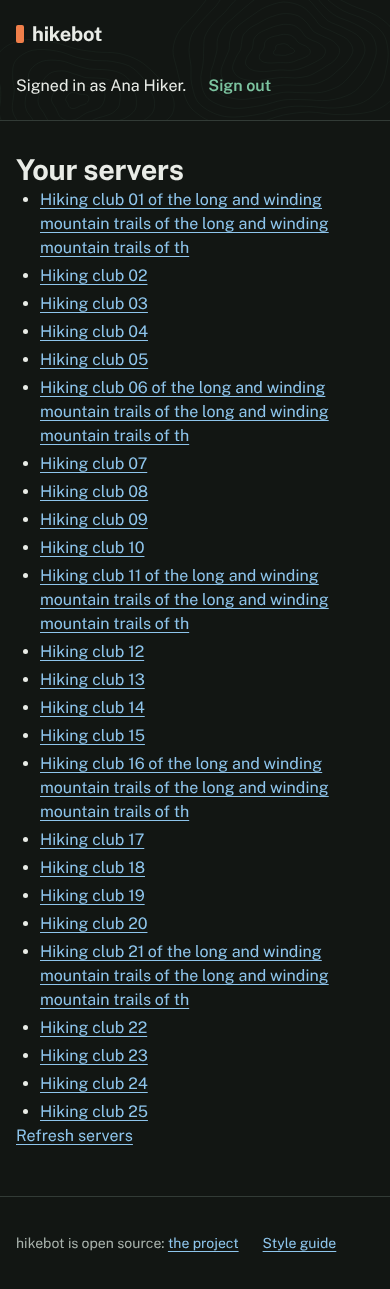 hikebot
Signed in as Ana Hiker. Sign out
Your servers
Hiking club 01 of the long and winding
mountain trails of the long and winding
mountain trails of th
Hiking club 02
Hiking club 03
Hiking club 04
Hiking club 05
Hiking club 06 of the long and winding
mountain trails of the long and winding
mountain trails of th
Hiking club 07
Hiking club 08
Hiking club 09
Hiking club 10
Hiking club 11 of the long and winding
mountain trails of the long and winding
mountain trails of th
Hiking club 12
Hiking club 13
Hiking club 14
Hiking club 15
Hiking club 16 of the long and winding
mountain trails of the long and winding
mountain trails of th
Hiking club 17
Hiking club 18
Hiking club 19
Hiking club 20
Hiking club 21 of the long and winding
mountain trails of the long and winding
mountain trails of th
Hiking club 22
Hiking club 23
Hiking club 24
Hiking club 25
Refresh servers
hikebot is open source: the project Style guide